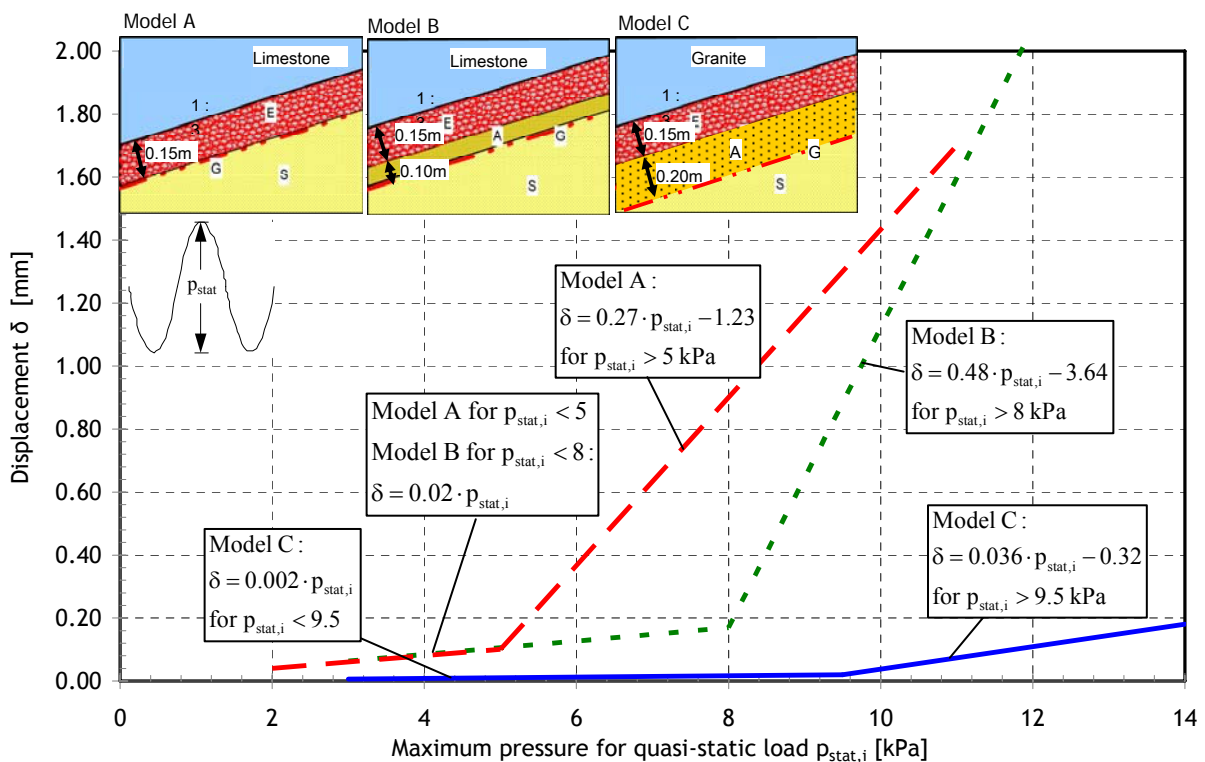 Model A
Model B
Model C
Limestone
1 :
3
E
0.15m
G
S
Limestone
1 :
E
0.15m
A
G
0.10m
S
Granite
1 :
0.15m
A
G
0.20m
S
2.00
1.80
1.60
1.40
1.20
1.00
0.80
0.60
0.40
0.20
0.00
Displacement δ [mm]
p_stat
Model A :
δ = 0.27 · p_stat,i − 1.23
for p_stat,i > 5 kPa
Model B :
δ = 0.48 · p_stat,i − 3.64
for p_stat,i > 8 kPa
Model A for p_stat,i < 5
Model B for p_stat,i < 8 :
δ = 0.02 · p_stat,i
Model C :
δ = 0.002 · p_stat,i
for p_stat,i < 9.5
Model C :
δ = 0.036 · p_stat,i − 0.32
for p_stat,i > 9.5 kPa
0 2 4 6 8 10 12 14
Maximum pressure for quasi-static load p_stat,i [kPa]